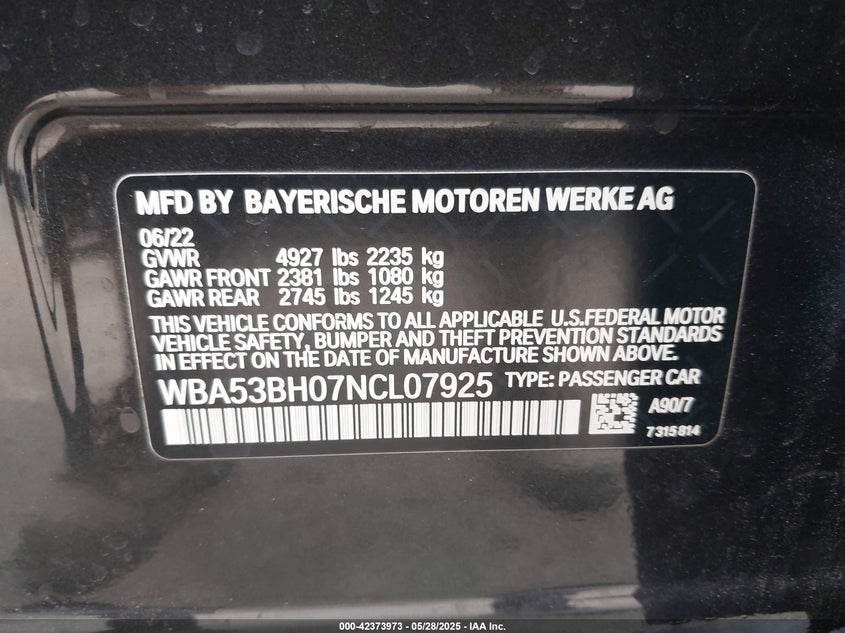 MFD BY BAYERISCHE MOTOREN WERKE AG
06/22
GVWR 4927 lbs 2235 kg
GAWR FRONT 2381 lbs 1080 kg
GAWR REAR 2745 lbs 1245 kg
THIS VEHICLE CONFORMS TO ALL APPLICABLE U.S.FEDERAL MOTOR
VEHICLE SAFETY, BUMPER AND THEFT PREVENTION STANDARDS
IN EFFECT ON THE DATE OF MANUFACTURE SHOWN ABOVE.
WBA53BH07NCL07925 TYPE: PASSENGER CAR
A90/7
7315814
000-42373973 - 05/28/2025 - IAA Inc.